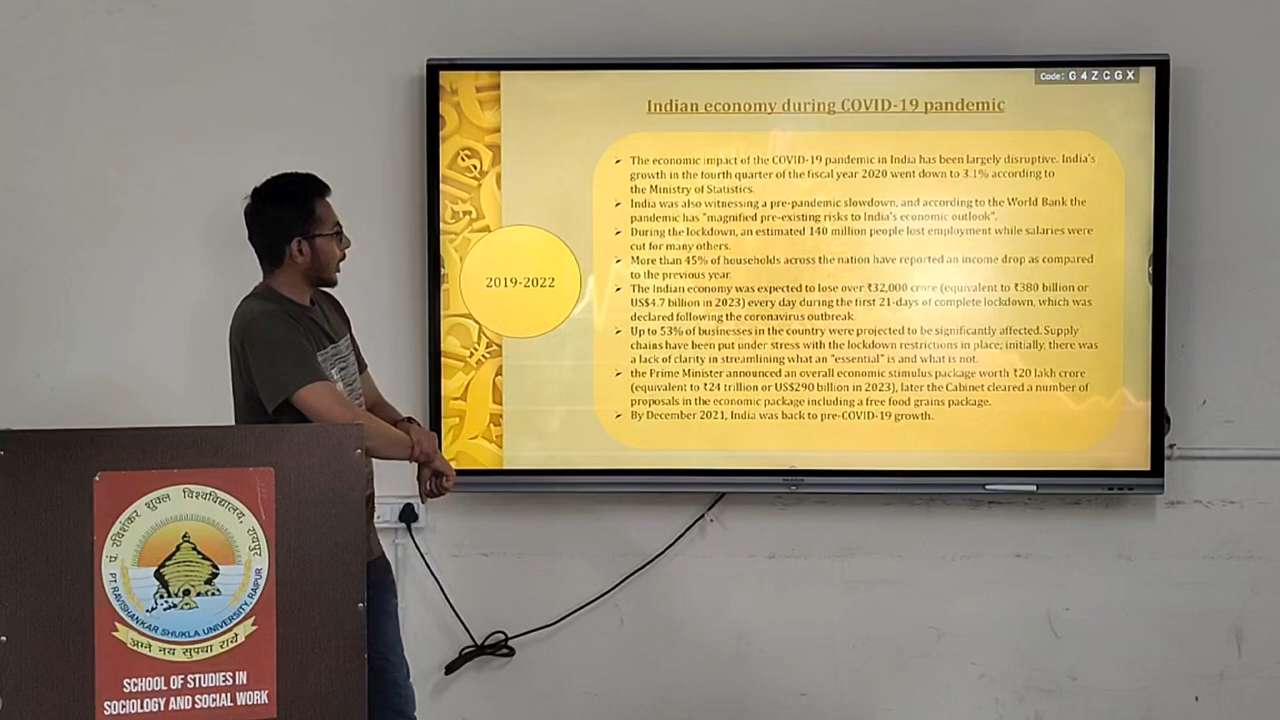 Code: G 4 Z C G X
Indian economy during COVID-19 pandemic
2019-2022
➤ The economic impact of the COVID-19 pandemic in India has been largely disruptive. India's
growth in the fourth quarter of the fiscal year 2020 went down to 3.1% according to
the Ministry of Statistics.
➤ India was also witnessing a pre-pandemic slowdown, and according to the World Bank the
pandemic has "magnified pre-existing risks to India's economic outlook".
➤ During the lockdown, an estimated 140 million people lost employment while salaries were
cut for many others.
➤ More than 45% of households across the nation have reported an income drop as compared
to the previous year.
➤ The Indian economy was expected to lose over ₹32,000 crore (equivalent to ₹380 billion or
US$4.7 billion in 2023) every day during the first 21-days of complete lockdown, which was
declared following the coronavirus outbreak.
➤ Up to 53% of businesses in the country were projected to be significantly affected. Supply
chains have been put under stress with the lockdown restrictions in place; initially, there was
a lack of clarity in streamlining what an "essential" is and what is not.
➤ the Prime Minister announced an overall economic stimulus package worth ₹20 lakh crore
(equivalent to ₹24 trillion or US$290 billion in 2023), later the Cabinet cleared a number of
proposals in the economic package including a free food grains package.
➤ By December 2021, India was back to pre-COVID-19 growth.
पं. रविशंकर शुक्ल विश्वविद्यालय, रायपुर
PT. RAVISHANKAR SHUKLA UNIVERSITY, RAIPUR
अग्ने नय सुपथा राये
SCHOOL OF STUDIES IN
SOCIOLOGY AND SOCIAL WORK